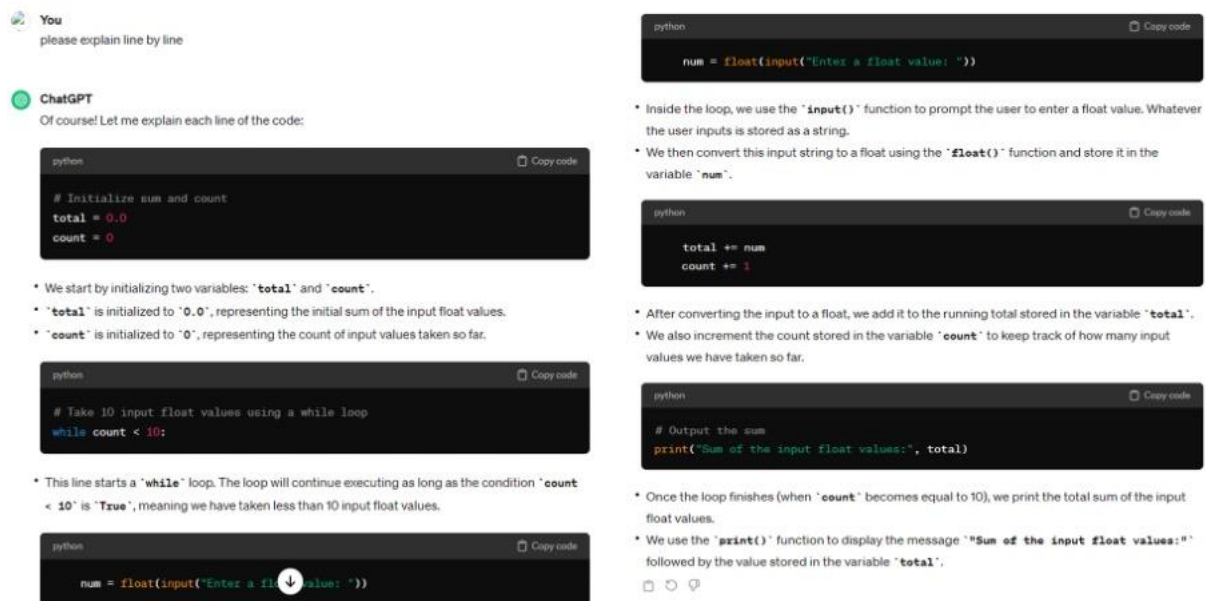 You
please explain line by line
ChatGPT
Of course! Let me explain each line of the code:
python
Copy code
# Initialize sum and count
total = 0.0
count = 0
• We start by initializing two variables: `total` and `count`.
• `total` is initialized to `0.0`, representing the initial sum of the input float values.
• `count` is initialized to `0`, representing the count of input values taken so far.
python
Copy code
# Take 10 input float values using a while loop
while count < 10:
• This line starts a `while` loop. The loop will continue executing as long as the condition `count
< 10` is `True`, meaning we have taken less than 10 input float values.
python
Copy code
num = float(input("Enter a flo value: "))
python
Copy code
num = float(input("Enter a float value: "))
• Inside the loop, we use the `input()` function to prompt the user to enter a float value. Whatever
the user inputs is stored as a string.
• We then convert this input string to a float using the `float()` function and store it in the
variable `num`.
python
Copy code
total += num
count += 1
• After converting the input to a float, we add it to the running total stored in the variable `total`.
• We also increment the count stored in the variable `count` to keep track of how many input
values we have taken so far.
python
Copy code
# Output the sum
print("Sum of the input float values:", total)
• Once the loop finishes (when `count` becomes equal to 10), we print the total sum of the input
float values.
• We use the `print()` function to display the message `"Sum of the input float values:"`
followed by the value stored in the variable `total`.